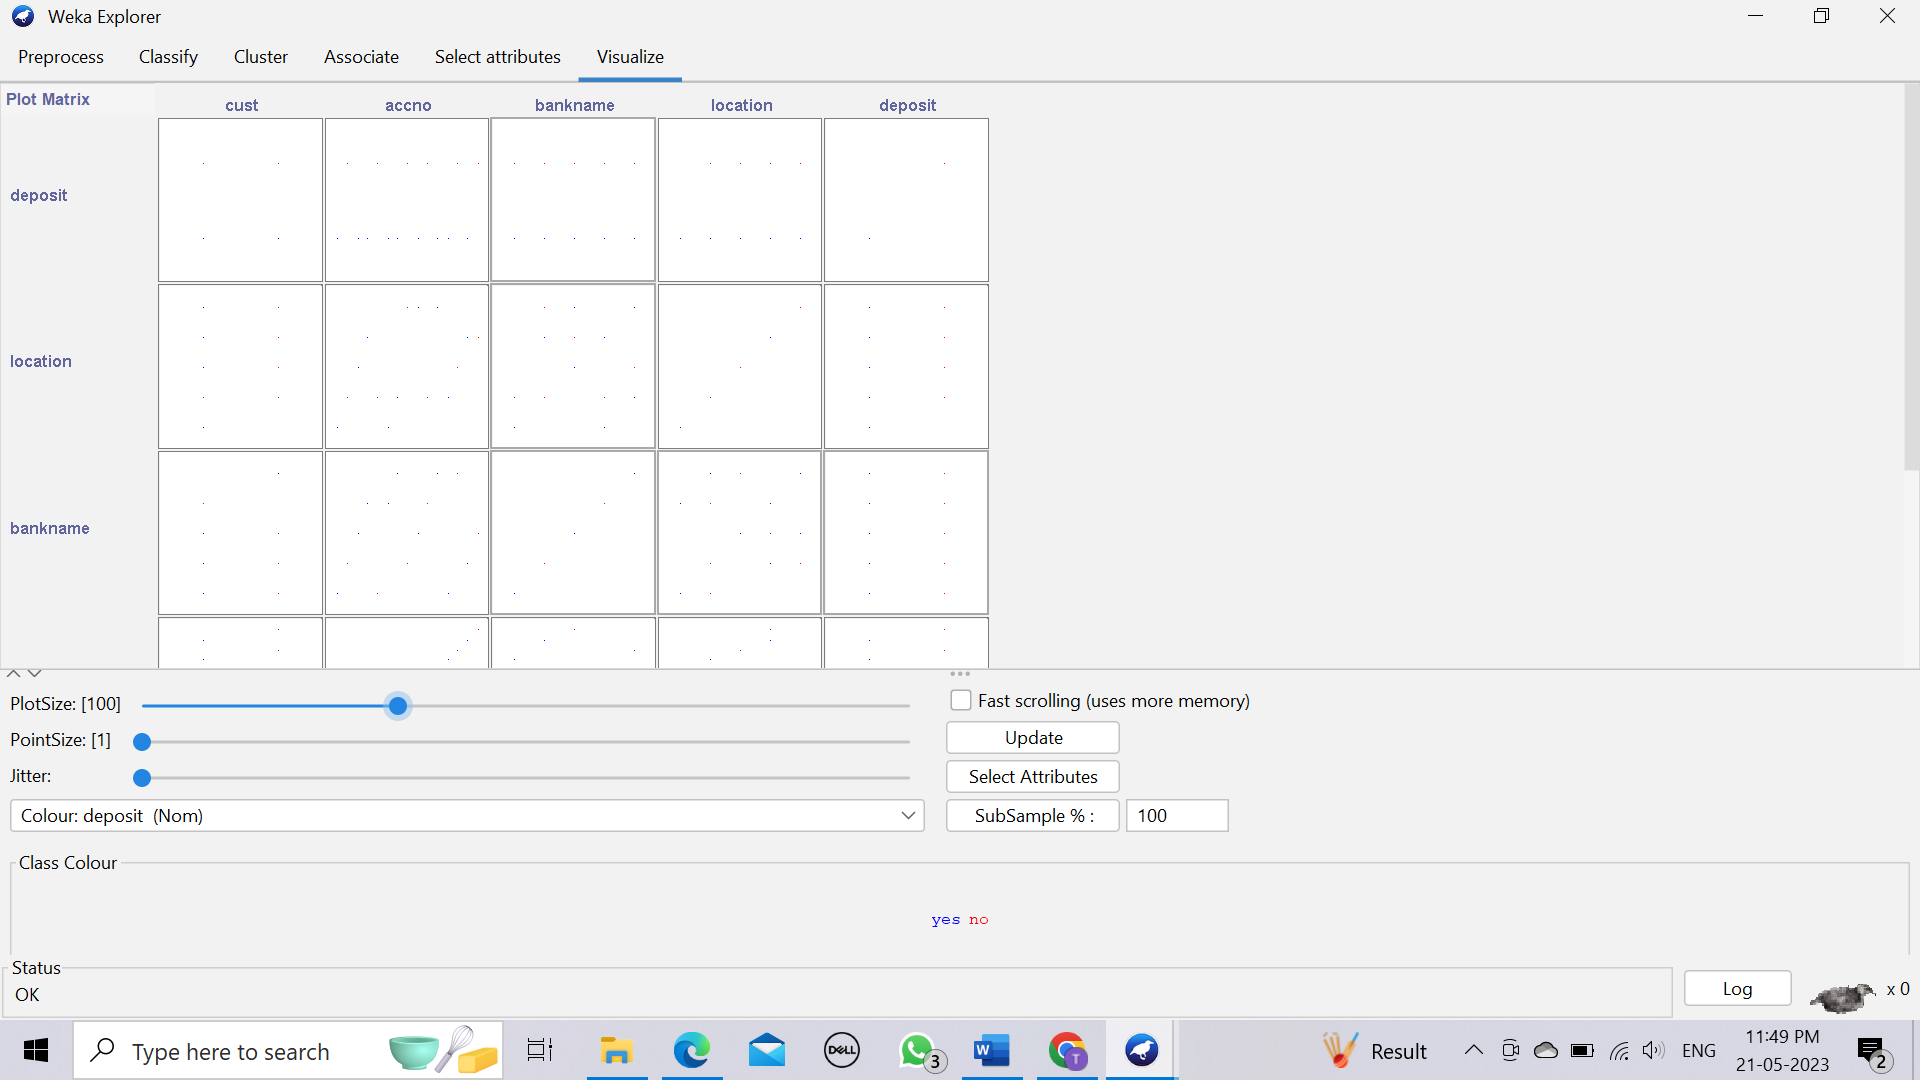 Weka Explorer
Preprocess Classify Cluster Associate Select attributes Visualize
Plot Matrix
cust accno bankname location deposit
deposit
location
bankname
PlotSize: [100]
Fast scrolling (uses more memory)
PointSize: [1]
Update
Jitter:
Select Attributes
Colour: deposit (Nom)
SubSample % : 100
Class Colour
yes no
Status
OK
Log
x 0
Type here to search
DELL
3
W
T
Result
ENG
11:49 PM
21-05-2023
2